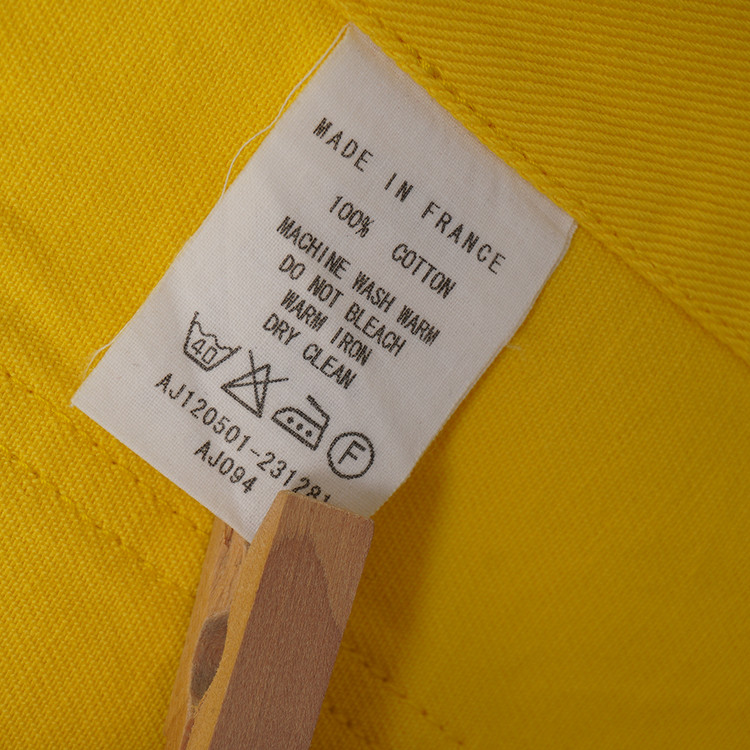 MADE IN FRANCE
100% COTTON
MACHINE WASH WARM
DO NOT BLEACH
WARM IRON
DRY CLEAN
40
F
AJ120501-231281
AJ094